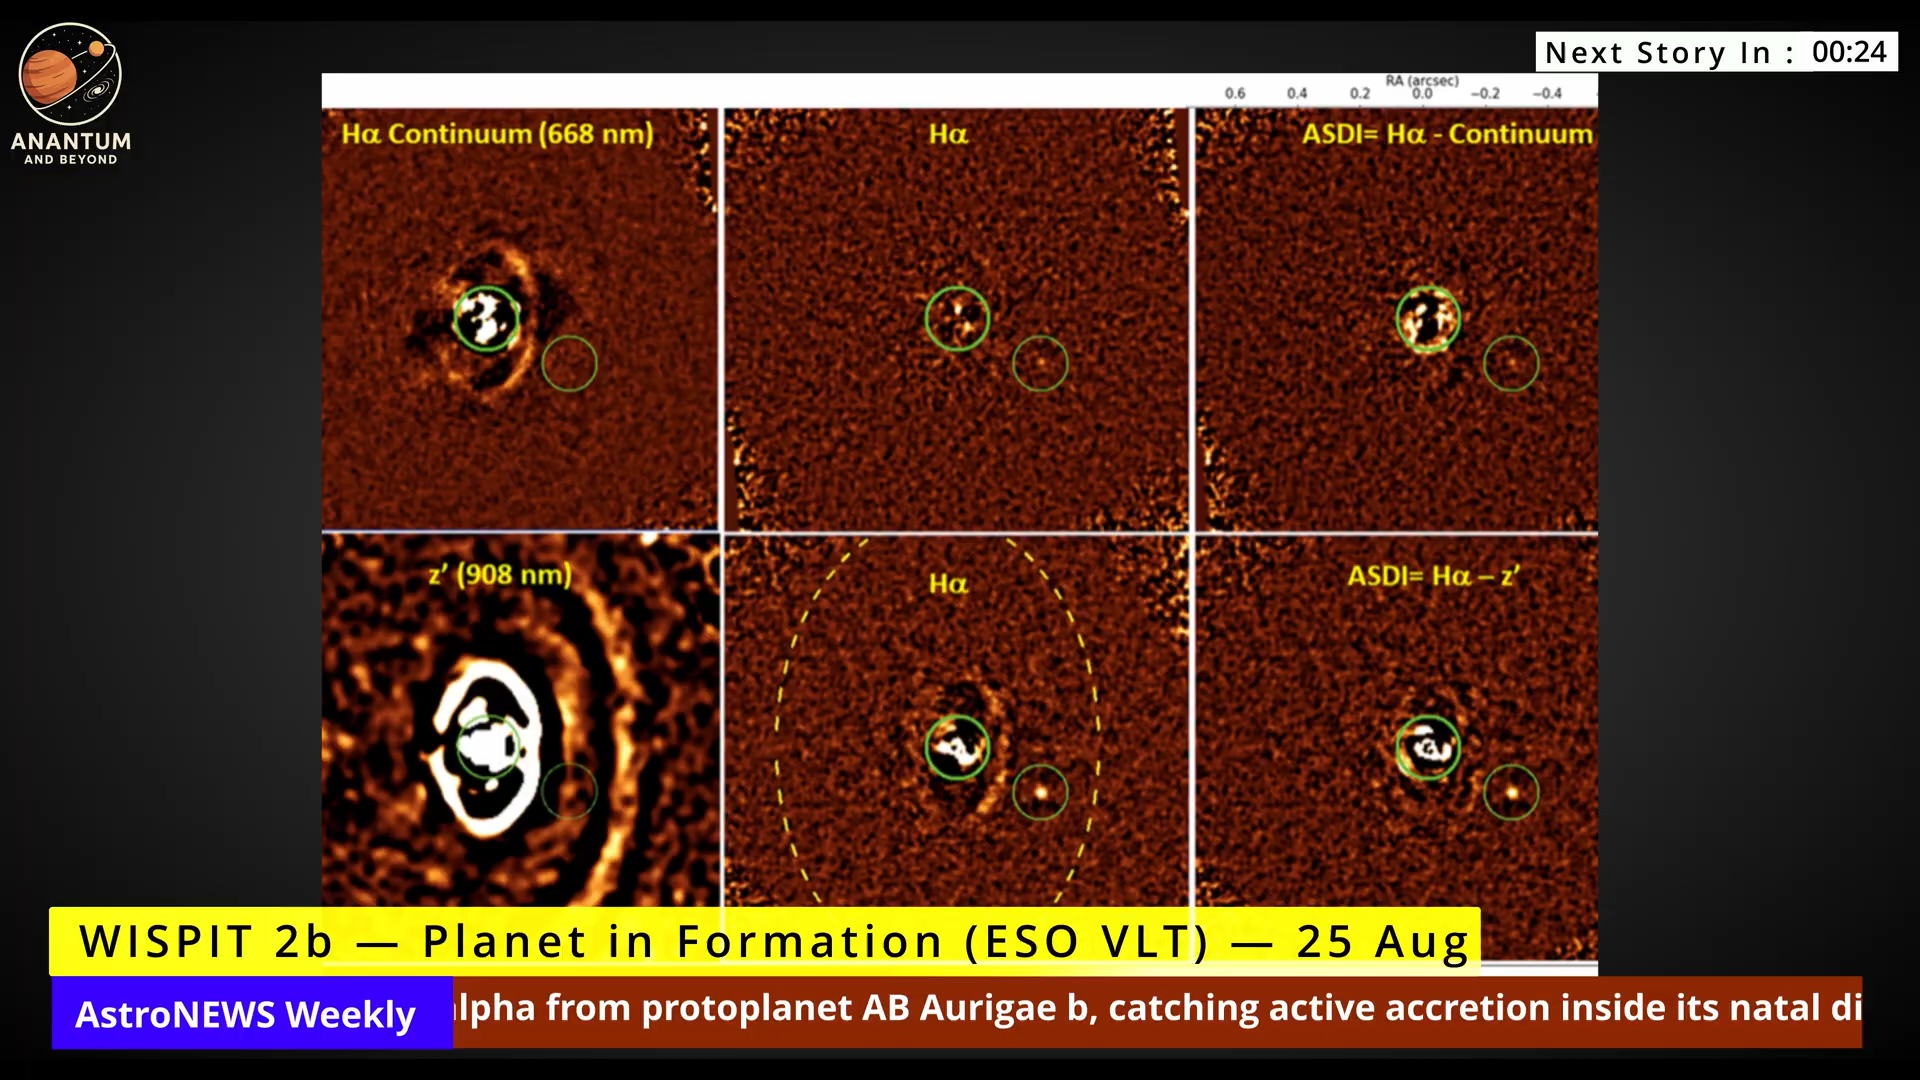 ANANTUM
AND BEYOND
Next Story In : 00:24
RA (arcsec)
0.6 0.4 0.2 0.0 −0.2 −0.4
Hα Continuum (668 nm)
Hα
ASDI= Hα - Continuum
z’ (908 nm)
Hα
ASDI= Hα – z’
WISPIT 2b — Planet in Formation (ESO VLT) — 25 Aug
AstroNEWS Weekly
lpha from protoplanet AB Aurigae b, catching active accretion inside its natal di